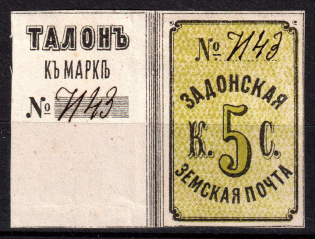 ТАЛОНЪ
КЪ МАРКѢ
№ 7143
№ 7143
ЗАДОНСКАЯ
К. 5 С.
ЗЕМСКАЯ ПОЧТА